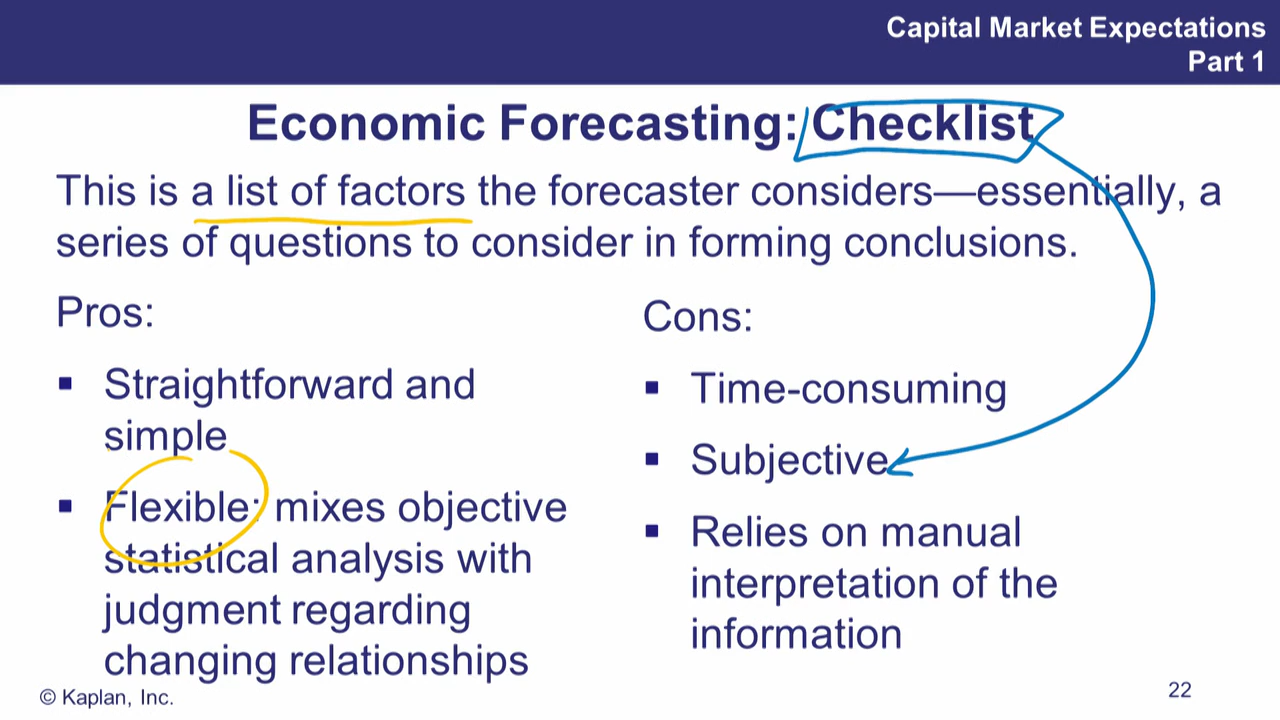 Capital Market Expectations
Part 1
Economic Forecasting: Checklist
This is a list of factors the forecaster considers—essentially, a
series of questions to consider in forming conclusions.
Pros:
▪ Straightforward and
simple
▪ Flexible: mixes objective
statistical analysis with
judgment regarding
changing relationships
Cons:
▪ Time-consuming
▪ Subjective
▪ Relies on manual
interpretation of the
information
© Kaplan, Inc.
22